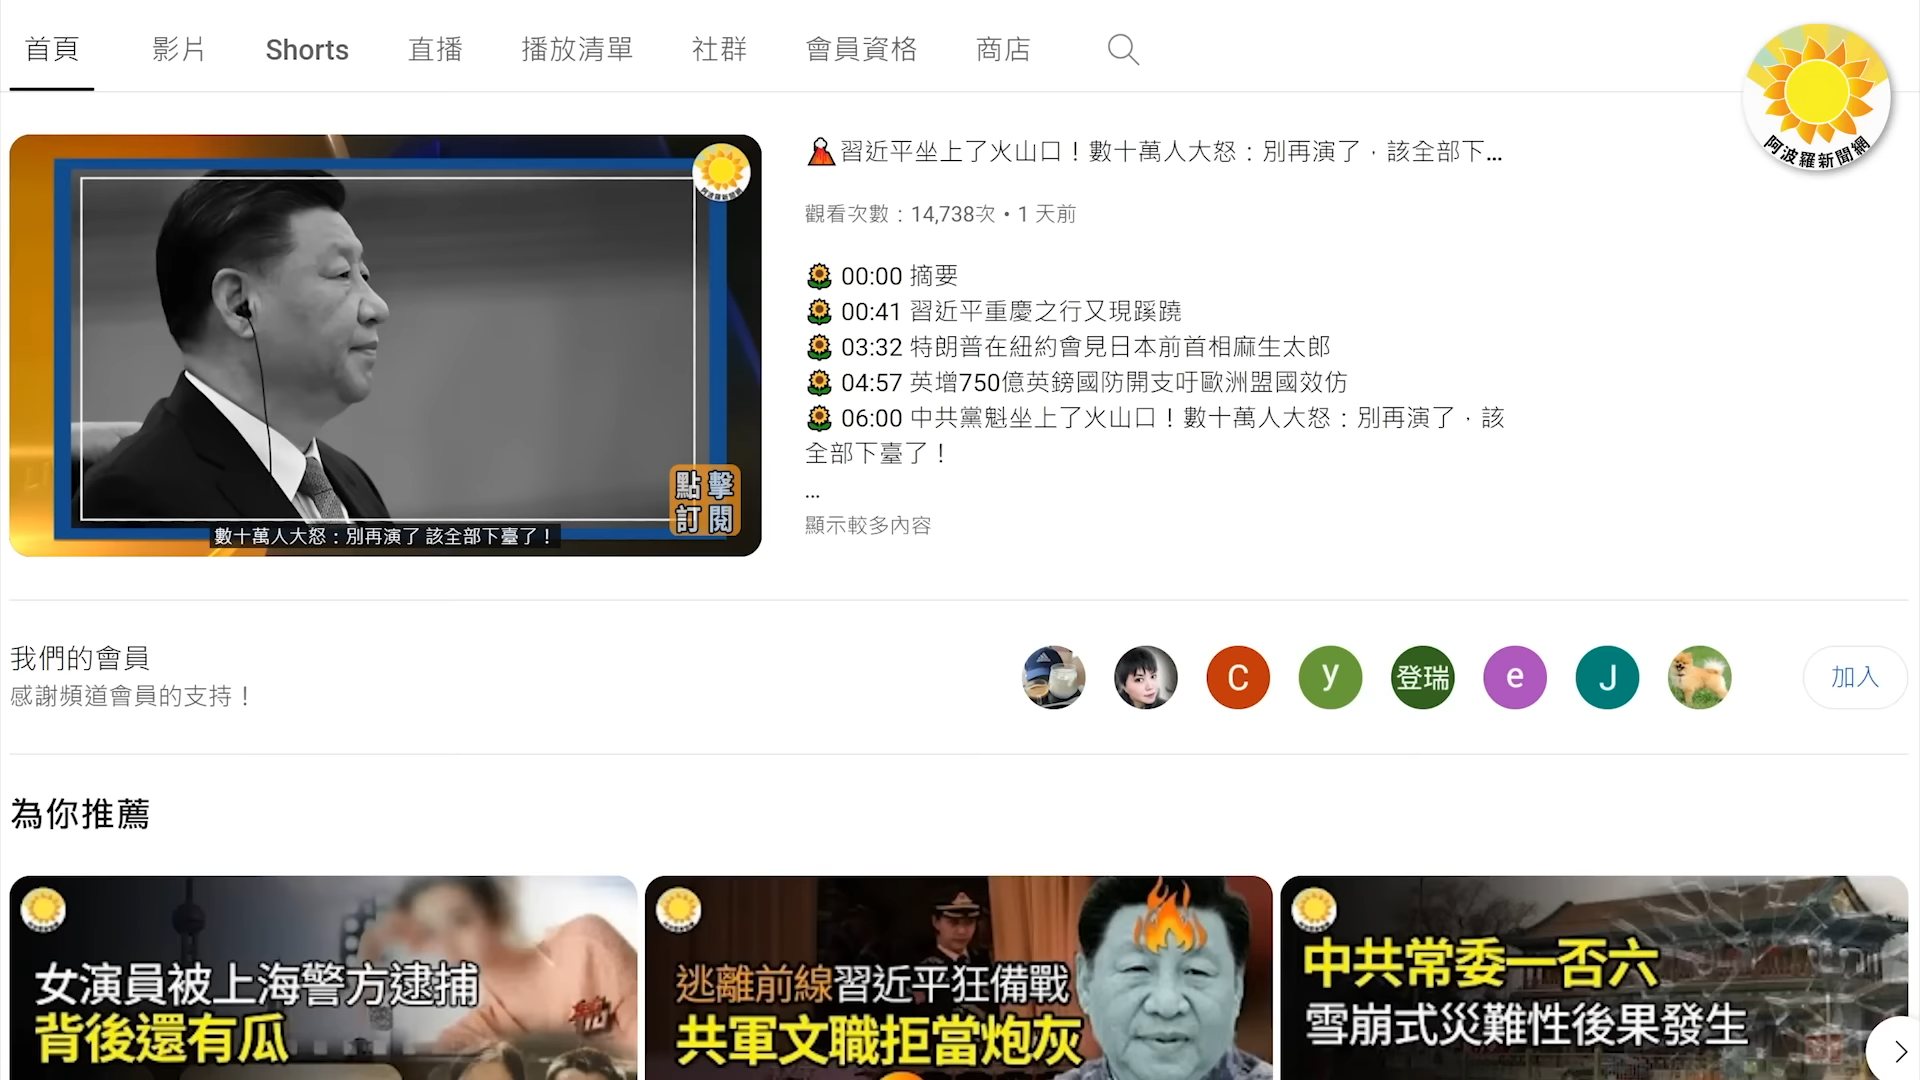 首頁 影片 Shorts 直播 播放清單 社群 會員資格 商店
阿波羅新聞網
🌋習近平坐上了火山口！數十萬人大怒：別再演了，該全部下...
觀看次數：14,738次 • 1 天前
🌻 00:00 摘要
🌻 00:41 習近平重慶之行又現蹊蹺
🌻 03:32 特朗普在紐約會見日本前首相麻生太郎
🌻 04:57 英增750億英鎊國防開支吁歐洲盟國效仿
🌻 06:00 中共黨魁坐上了火山口！數十萬人大怒：別再演了，該
全部下臺了！
...
顯示較多內容
點擊
訂閱
數十萬人大怒：別再演了 該全部下臺了！
我們的會員
感謝頻道會員的支持！
C y 登瑞 e J
加入
為你推薦
女演員被上海警方逮捕
背後還有瓜
逃離前線習近平狂備戰
共軍文職拒當炮灰
中共常委一否六
雪崩式災難性後果發生